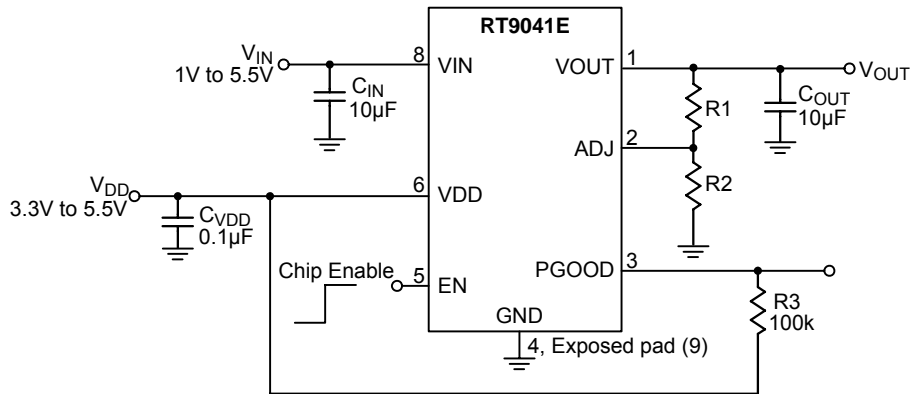 RT9041E
V_IN
1V to 5.5V
8
VIN
C_IN
10µF
VOUT
1
V_OUT
R1
C_OUT
10µF
ADJ
2
R2
V_DD
3.3V to 5.5V
6
VDD
C_VDD
0.1µF
Chip Enable
5
EN
PGOOD
3
R3
100k
GND
4, Exposed pad (9)